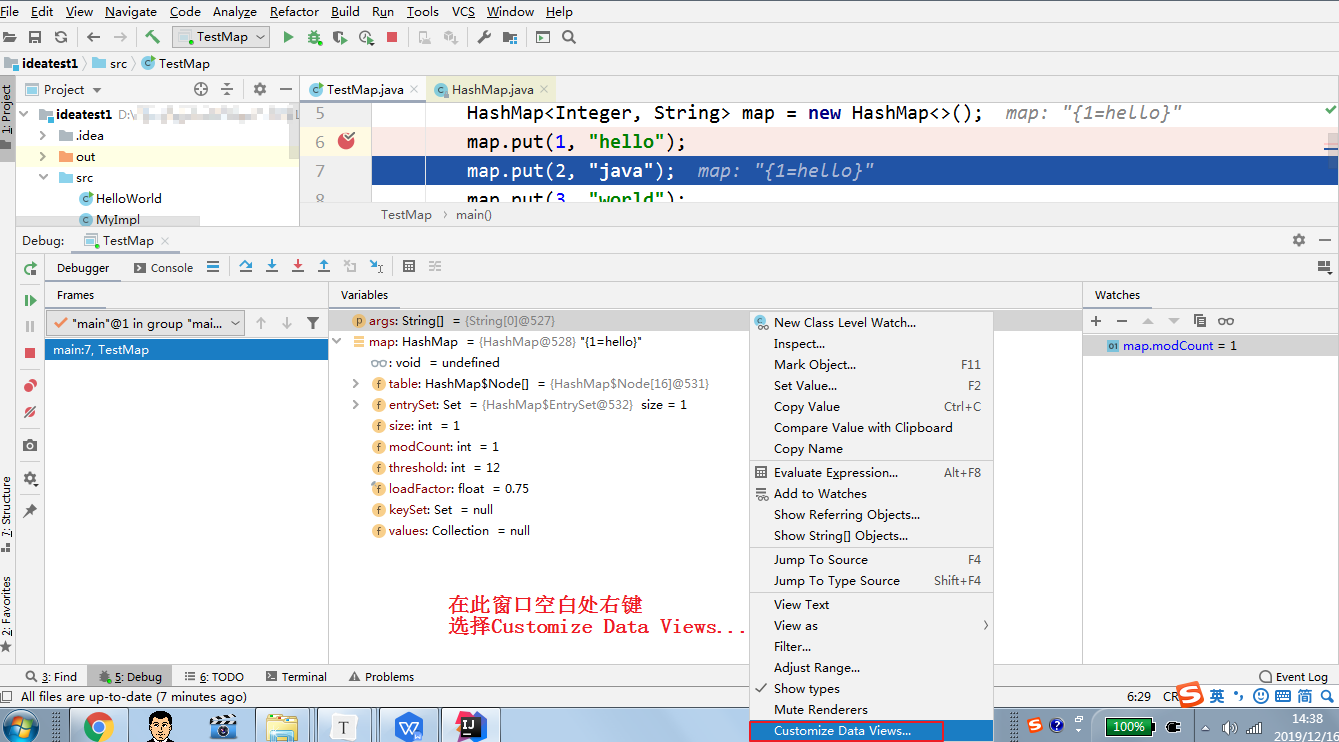 File Edit View Navigate Code Analyze Refactor Build Run Tools VCS Window Help
TestMap
ideatest1 src TestMap
1: Project
Project
TestMap.java HashMap.java
ideatest1 D:\
.idea
out
src
HelloWorld
MyImpl
5 HashMap<Integer, String> map = new HashMap<>(); map: "{1=hello}"
6 map.put(1, "hello");
7 map.put(2, "java"); map: "{1=hello}"
8 map.put(3, "world");
TestMap main()
Debug: TestMap
Debugger Console
Frames Variables Watches
"main"@1 in group "mai...
main:7, TestMap
args: String[] = {String[0]@527}
map: HashMap = {HashMap@528} "{1=hello}"
: void = undefined
table: HashMap$Node[] = {HashMap$Node[16]@531}
entrySet: Set = {HashMap$EntrySet@532} size = 1
size: int = 1
modCount: int = 1
threshold: int = 12
loadFactor: float = 0.75
keySet: Set = null
values: Collection = null
在此窗口空白处右键
选择Customize Data Views...
New Class Level Watch...
Inspect...
Mark Object... F11
Set Value... F2
Copy Value Ctrl+C
Compare Value with Clipboard
Copy Name
Evaluate Expression... Alt+F8
Add to Watches
Show Referring Objects...
Show String[] Objects...
Jump To Source F4
Jump To Type Source Shift+F4
View Text
View as
Filter...
Adjust Range...
Show types
Mute Renderers
Customize Data Views...
map.modCount = 1
7: Structure
2: Favorites
3: Find 5: Debug 6: TODO Terminal Problems Event Log
All files are up-to-date (7 minutes ago) 6:29 CR
英 简
100%
14:38
2019/12/16